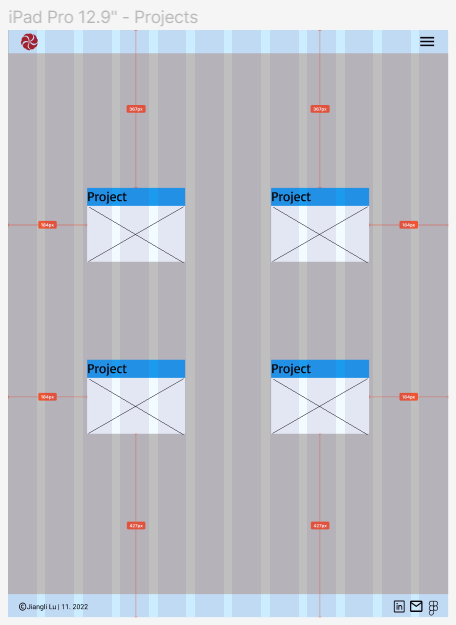 iPad Pro 12.9" - Projects
367px 367px
Project Project
184px 184px
Project Project
184px 184px
427px 427px
©Jiangli Lu | 11. 2022 in